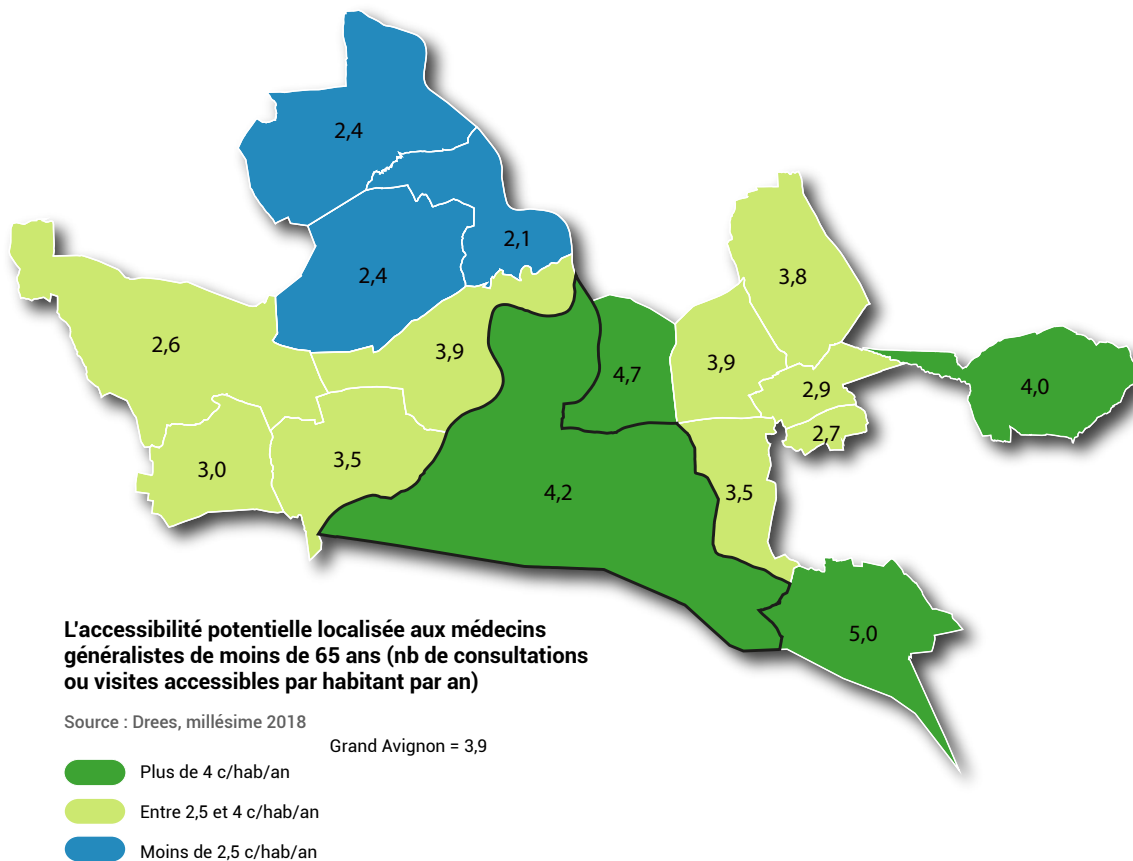 2,4
2,1
2,4
3,8
2,6
3,9
3,9
4,7
2,9
4,0
2,7
3,0
3,5
4,2
3,5
5,0
L'accessibilité potentielle localisée aux médecins
généralistes de moins de 65 ans (nb de consultations
ou visites accessibles par habitant par an)
Source : Drees, millésime 2018
Grand Avignon = 3,9
Plus de 4 c/hab/an
Entre 2,5 et 4 c/hab/an
Moins de 2,5 c/hab/an